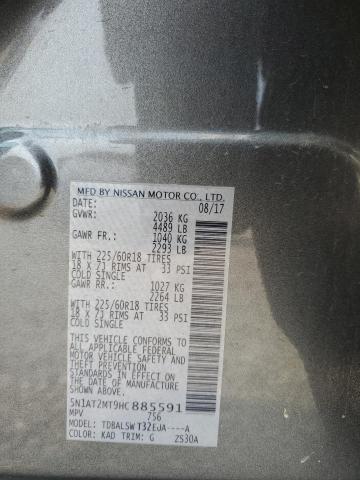 MFD BY NISSAN MOTOR CO., LTD.
DATE: 08/17
GVWR: 2036 KG
4489 LB
GAWR FR.: 1040 KG
2293 LB
WITH 225/60R18 TIRES,
18 X 7J RIMS AT 33 PSI
COLD SINGLE
GAWR RR.: 1027 KG
2264 LB
WITH 225/60R18 TIRES,
18 X 7J RIMS AT 33 PSI
COLD SINGLE
THIS VEHICLE CONFORMS TO ALL
APPLICABLE FEDERAL MOTOR
VEHICLE SAFETY AND THEFT
PREVENTION STANDARDS IN
EFFECT ON THE DATE OF
MANUFACTURE SHOWN ABOVE.
5N1AT2MT9HC885591
MPV 756
MODEL: TDBALSWT32EJA----A
COLOR: KAD TRIM: G ZS30A